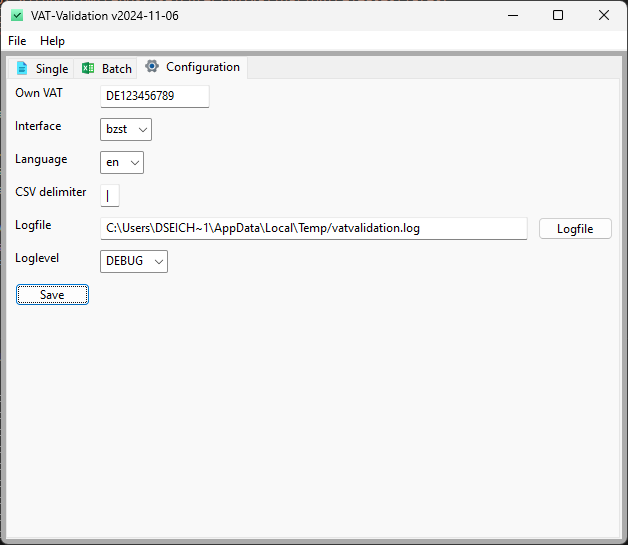 VAT-Validation v2024-11-06
File Help
Single Batch Configuration
Own VAT DE123456789
Interface bzst
Language en
CSV delimiter |
Logfile C:\Users\DSEICH~1\AppData\Local\Temp/vatvalidation.log Logfile
Loglevel DEBUG
Save